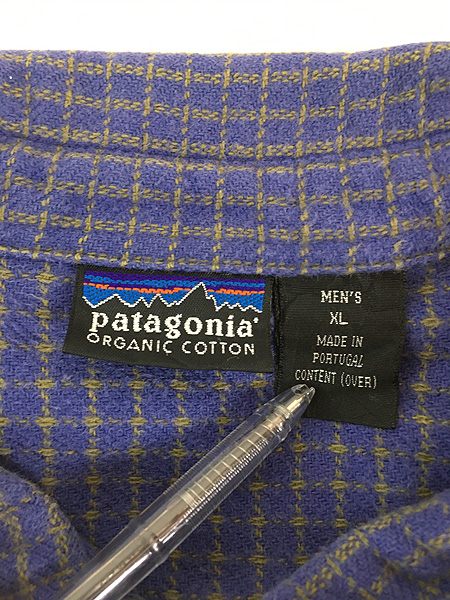 patagonia®
ORGANIC COTTON
MEN'S
XL
MADE IN
PORTUGAL
CONTENT (OVER)